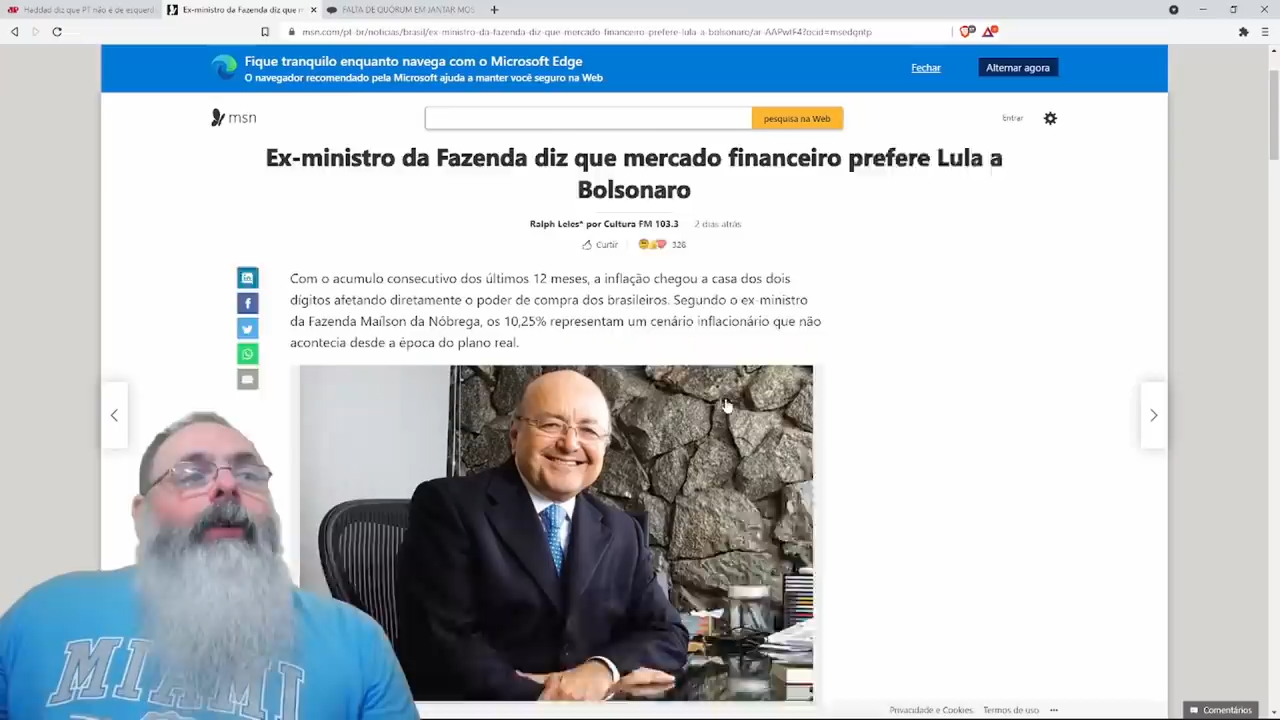 Haddad diz que PT não é de esquerd
Ex-ministro da Fazenda diz que m
FALTA DE QUÓRUM EM JANTAR MOS
msn.com/pt-br/noticias/brasil/ex-ministro-da-fazenda-diz-que-mercado-financeiro-prefere-lula-a-bolsonaro/ar-AAPwtF4?ocid=msedgntp
Fique tranquilo enquanto navega com o Microsoft Edge
O navegador recomendado pela Microsoft ajuda a manter você seguro na Web
Fechar
Alternar agora
msn
pesquisa na Web
Entrar
Ex-ministro da Fazenda diz que mercado financeiro prefere Lula a
Bolsonaro
Ralph Leles* por Cultura FM 103.3 2 dias atrás
Curtir 326
Com o acumulo consecutivo dos últimos 12 meses, a inflação chegou a casa dos dois
dígitos afetando diretamente o poder de compra dos brasileiros. Segundo o ex-ministro
da Fazenda Maílson da Nóbrega, os 10,25% representam um cenário inflacionário que não
acontecia desde a época do plano real.
MIAMI
Privacidade e Cookies Termos de uso
Comentários